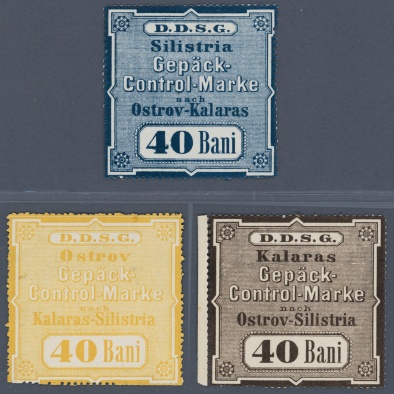 D.D.S.G.
Silistria
Gepäck-
Control-Marke
nach
Ostrov-Kalaras
40 Bani
D.D.S.G.
Ostrov
Gepäck-
Control-Marke
nach
Kalaras-Silistria
40 Bani
D.D.S.G.
Kalaras
Gepäck-
Control-Marke
nach
Ostrov-Silistria
40 Bani